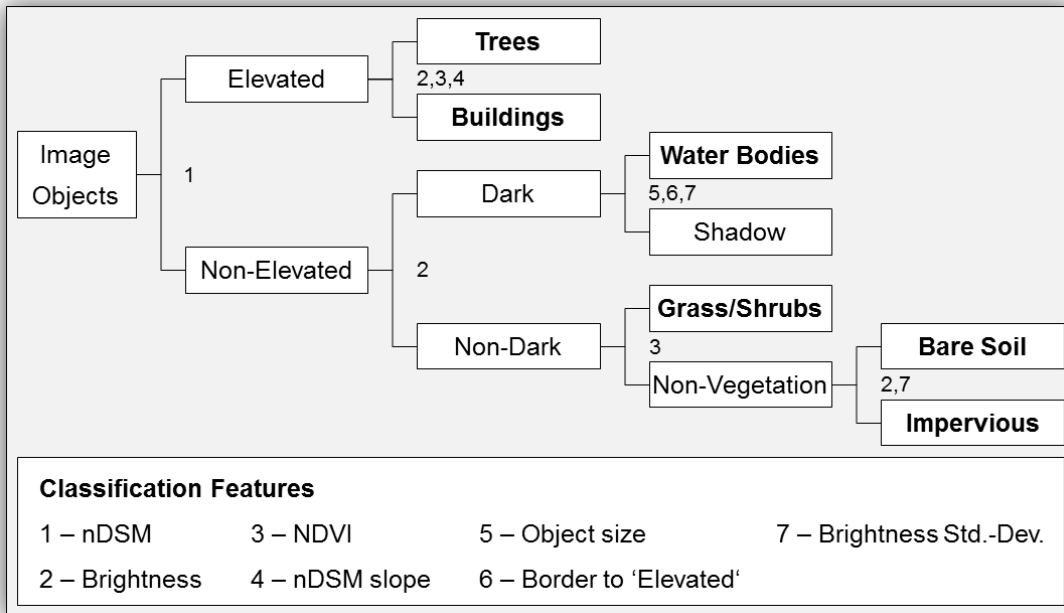 Trees
Elevated
2,3,4
Buildings
Image
Objects
1
Water Bodies
Dark
5,6,7
Shadow
Non-Elevated
2
Grass/Shrubs
Non-Dark
3
Non-Vegetation
Bare Soil
2,7
Impervious
Classification Features
1 – nDSM 3 – NDVI 5 – Object size 7 – Brightness Std.-Dev.
2 – Brightness 4 – nDSM slope 6 – Border to ‘Elevated‘